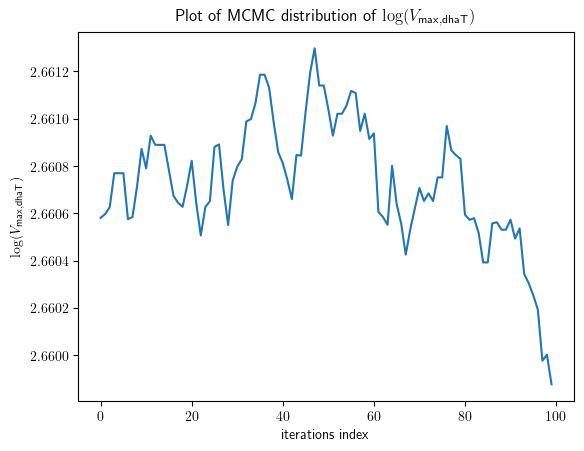 Plot of MCMC distribution of log(V_max,dhaT)
log(V_max,dhaT)
2.6612
2.6610
2.6608
2.6606
2.6604
2.6602
2.6600
0 20 40 60 80 100
iterations index